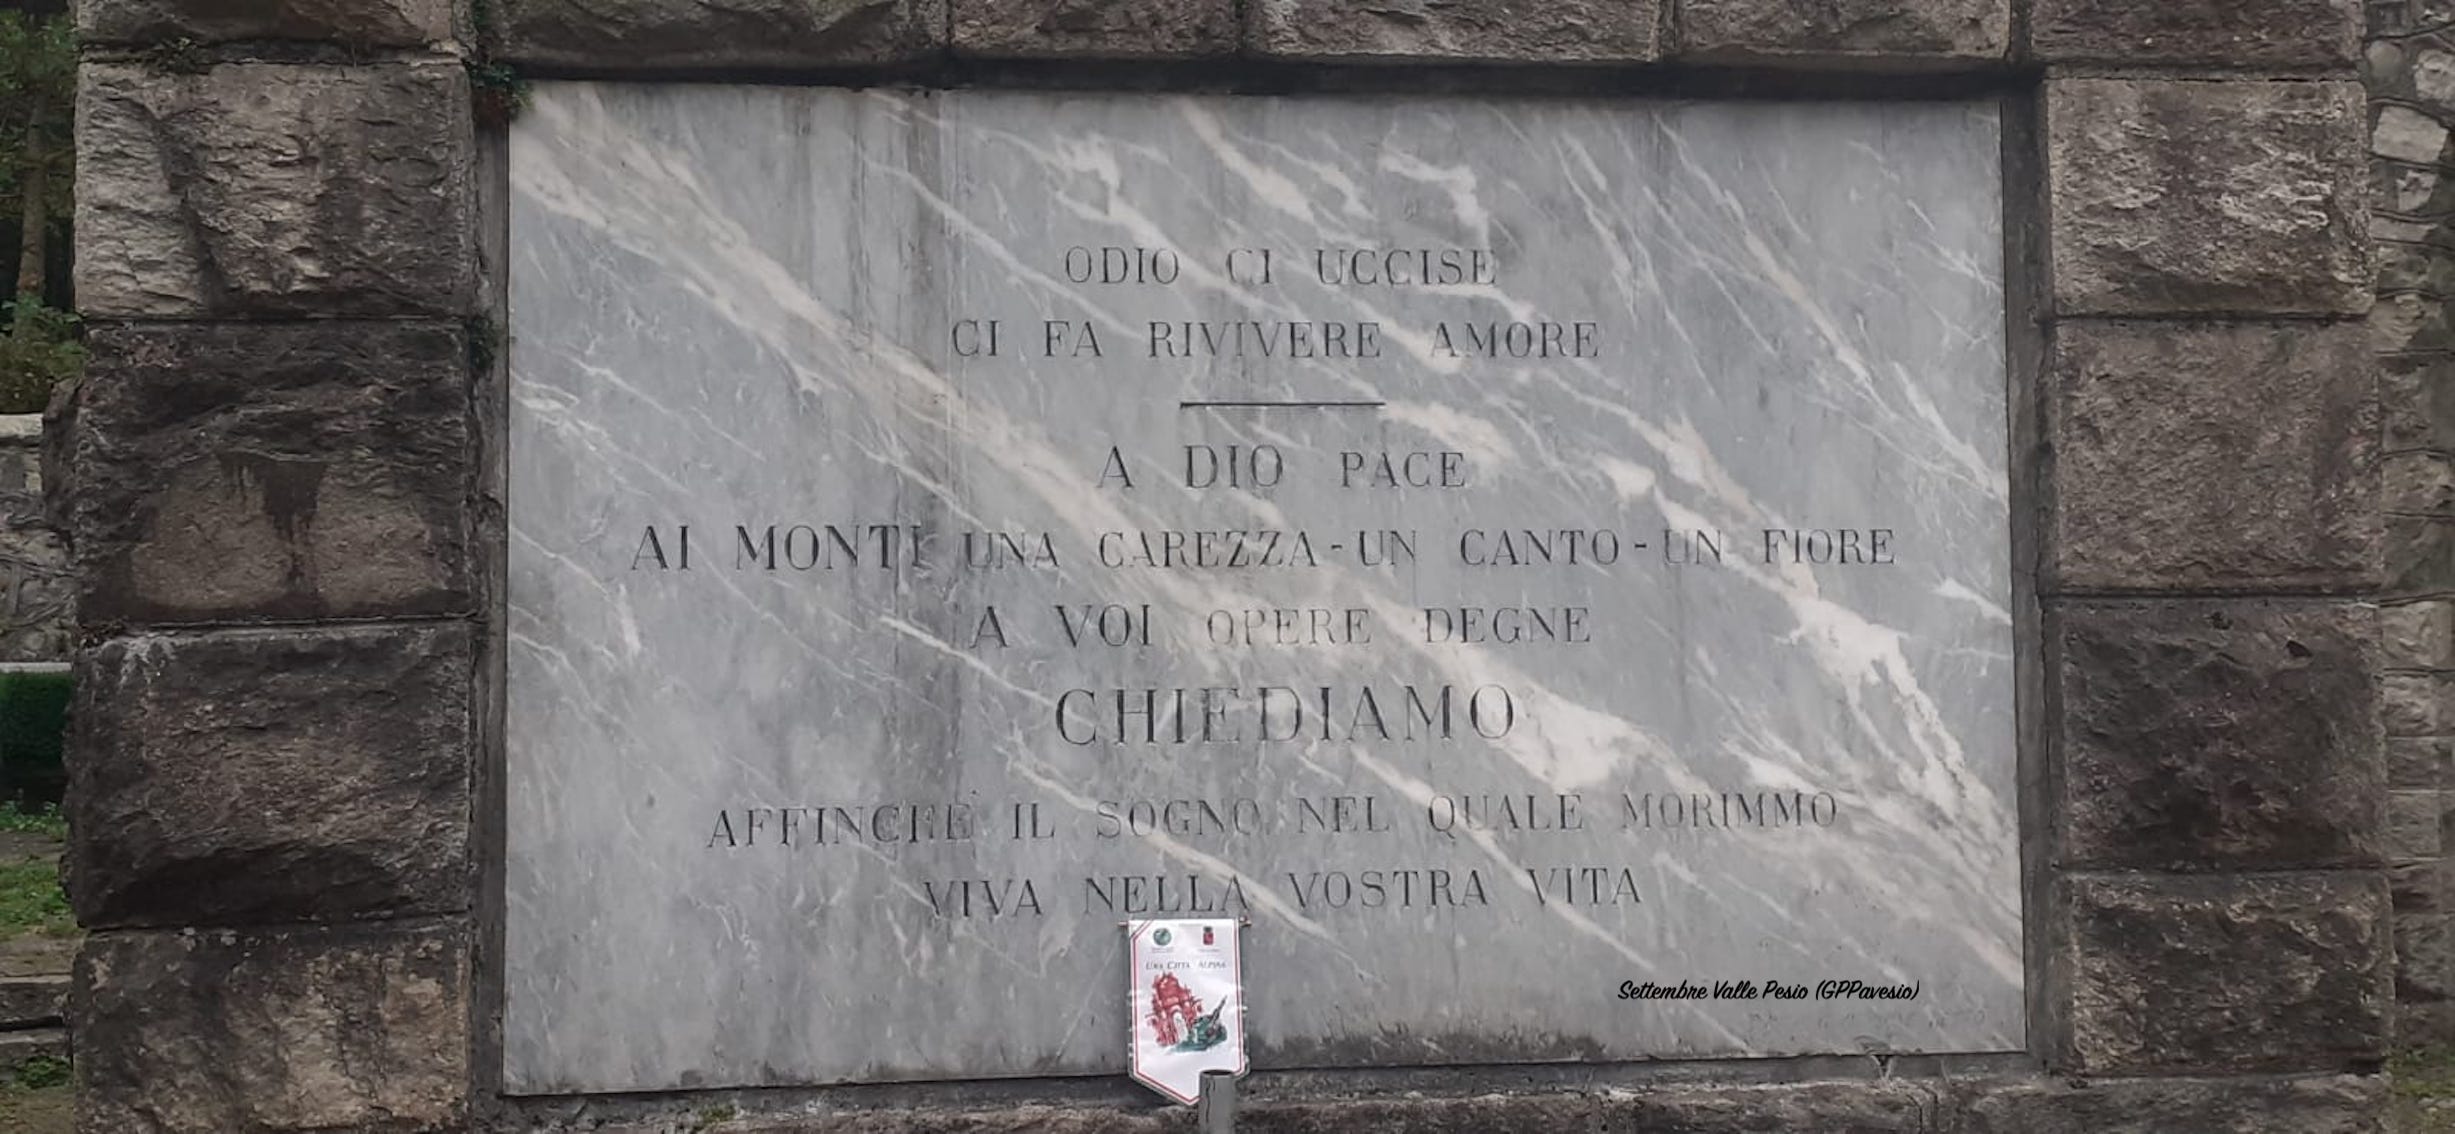 ODIO CI UCCISE
CI FA RIVIVERE AMORE
A DIO PACE
AI MONTI UNA CAREZZA - UN CANTO - UN FIORE
A VOI OPERE DEGNE
CHIEDIAMO
AFFINCHÈ IL SOGNO NEL QUALE MORIMMO
VIVA NELLA VOSTRA VITA
UNA CITTÀ ALPINA
Settembre Valle Pesio (GPPavesio)